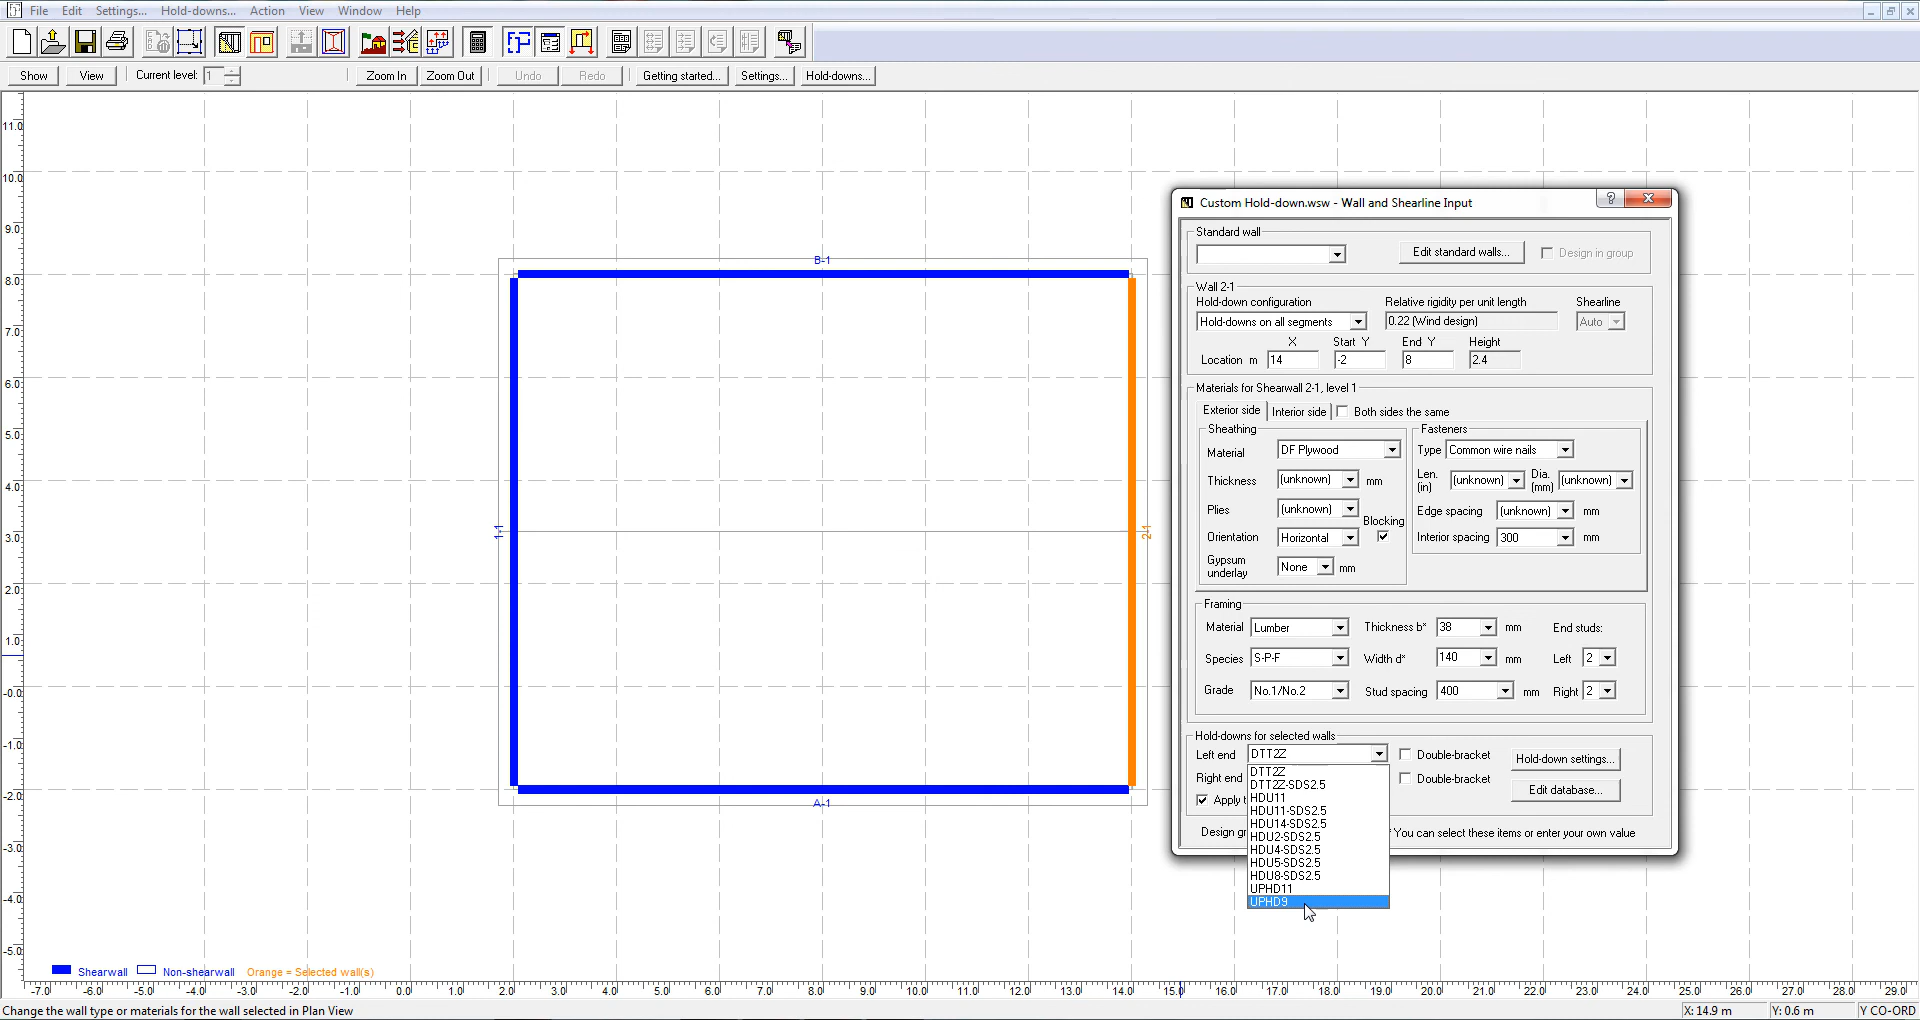 File Edit Settings... Hold-downs... Action View Window Help
Show View Current level: 1 Zoom In Zoom Out Undo Redo Getting started... Settings... Hold-downs...
11.0
10.0
9.0
8.0
7.0
6.0
5.0
4.0
3.0
2.0
1.0
-0.0
-1.0
-2.0
-3.0
-4.0
-5.0
B-1
1-1
2-1
A-1
Custom Hold-down.wsw - Wall and Shearline Input
?
Standard wall
Edit standard walls... Design in group
Wall 2-1
Hold-down configuration Relative rigidity per unit length Shearline
Hold-downs on all segments 0.22 (Wind design) Auto
X Start Y End Y Height
Location m 14 -2 8 2.4
Materials for Shearwall 2-1, level 1
Exterior side Interior side Both sides the same
Sheathing Fasteners
Material DF Plywood Type Common wire nails
Thickness (unknown) mm Len. (in) (unknown) Dia. (mm) (unknown)
Plies (unknown) Blocking Edge spacing (unknown) mm
Orientation Horizontal Interior spacing 300 mm
Gypsum underlay None mm
Framing
Material Lumber Thickness b* 38 mm End studs:
Species S-P-F Width d* 140 mm Left 2
Grade No.1/No.2 Stud spacing 400 mm Right 2
Hold-downs for selected walls
Left end DTT2Z Double-bracket Hold-down settings...
Right end Double-bracket Edit database...
Apply t
Design gr * You can select these items or enter your own value
DTT2Z
DTT2Z-SDS2.5
HDU11
HDU11-SDS2.5
HDU14-SDS2.5
HDU2-SDS2.5
HDU4-SDS2.5
HDU5-SDS2.5
HDU8-SDS2.5
UPHD11
UPHD9
Shearwall Non-shearwall Orange = Selected wall(s)
-7.0 -6.0 -5.0 -4.0 -3.0 -2.0 -1.0 0.0 1.0 2.0 3.0 4.0 5.0 6.0 7.0 8.0 9.0 10.0 11.0 12.0 13.0 14.0 15.0 16.0 17.0 18.0 19.0 20.0 21.0 22.0 23.0 24.0 25.0 26.0 27.0 28.0 29.0
Change the wall type or materials for the wall selected in Plan View X: 14.9 m Y: 0.6 m Y CO-ORD